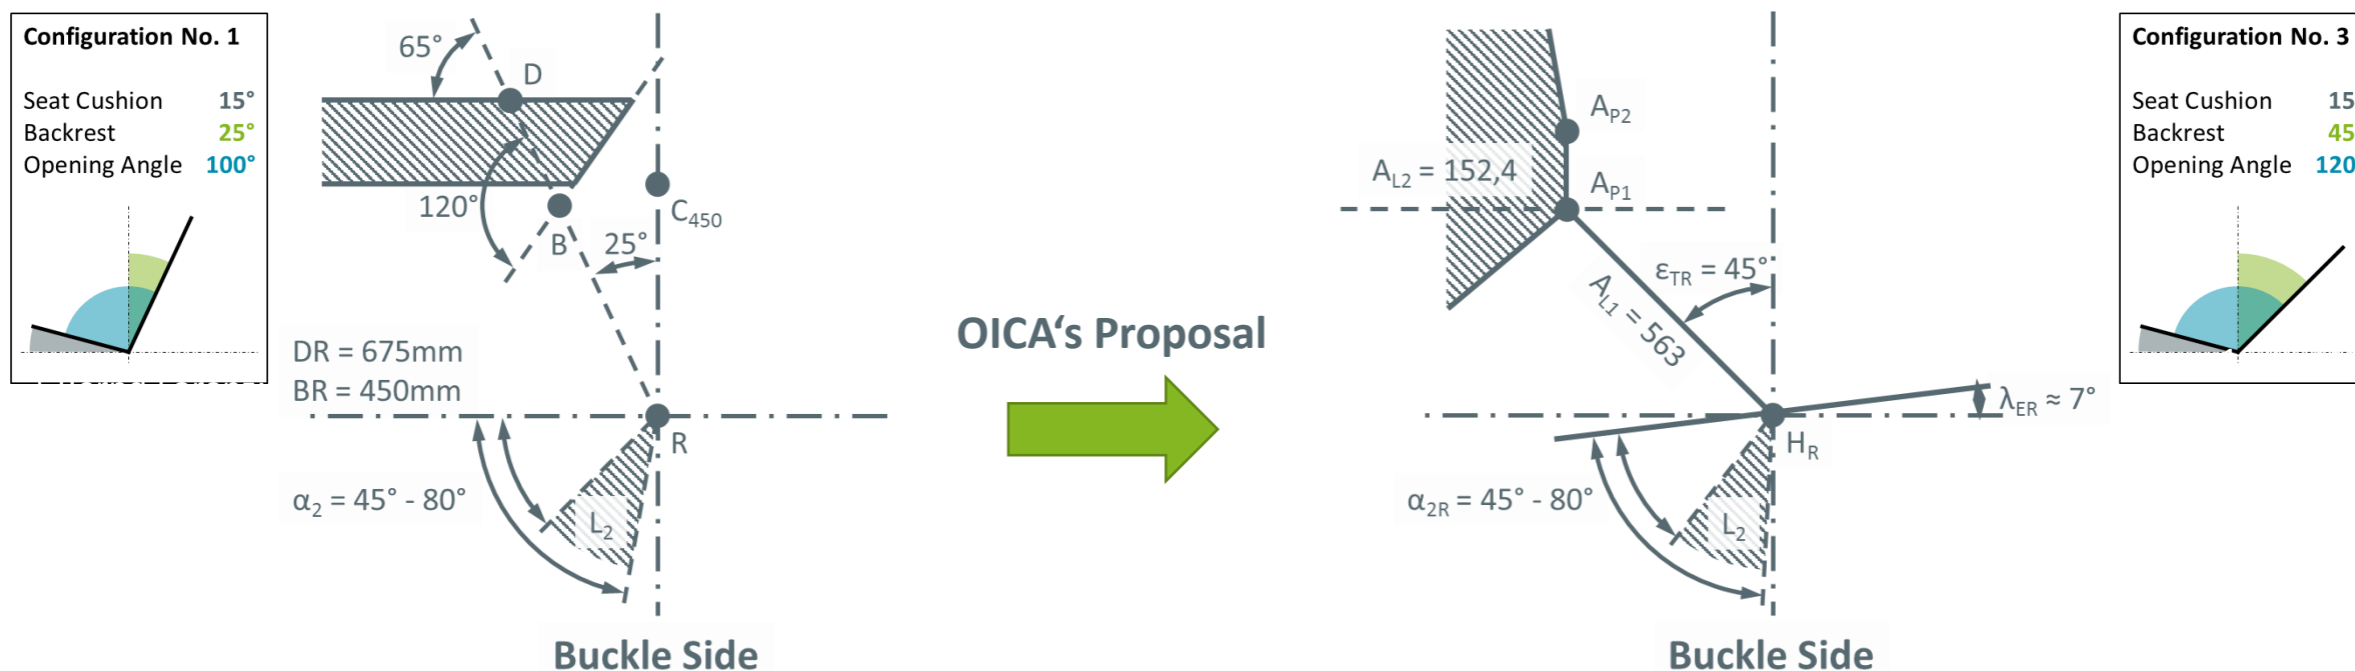 Configuration No. 1
Seat Cushion 15°
Backrest 25°
Opening Angle 100°
65°
D
120°
B
25°
C450
DR = 675mm
BR = 450mm
R
α2 = 45° - 80°
L2
Buckle Side
OICA‘s Proposal
AP2
AL2 = 152,4
AP1
εTR = 45°
AL1 = 563
λER ≈ 7°
HR
α2R = 45° - 80°
L2
Buckle Side
Configuration No. 3
Seat Cushion 15
Backrest 45
Opening Angle 120